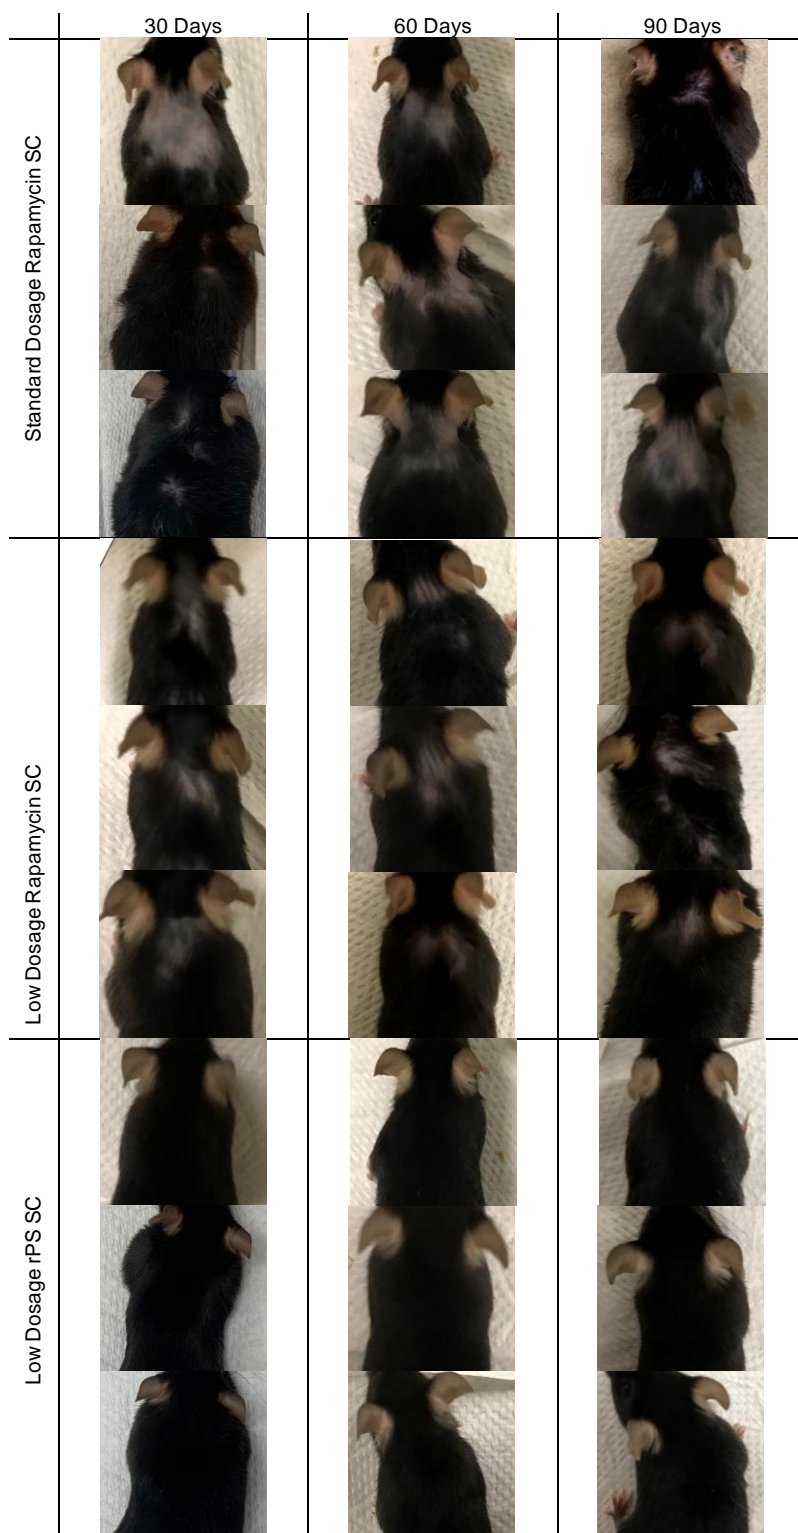 30 Days
60 Days
90 Days
Standard Dosage Rapamycin SC
Low Dosage Rapamycin SC
Low Dosage rPS SC